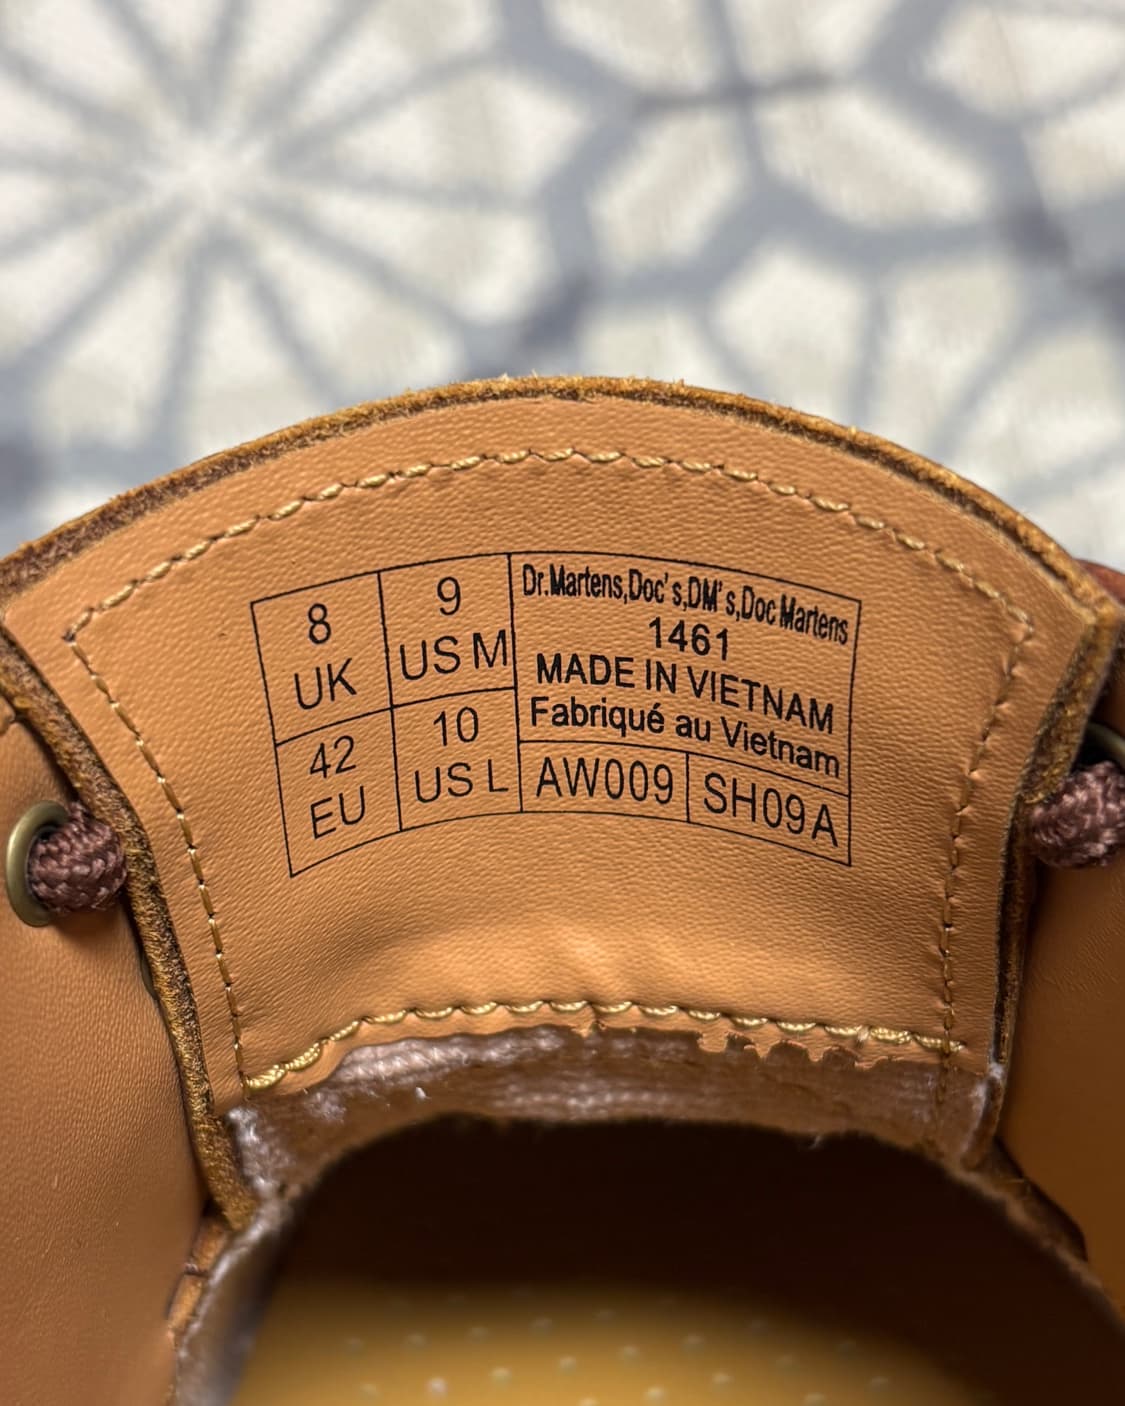 8
UK
9
US M
42
EU
10
US L
Dr.Martens,Doc's,DM's,Doc Martens
1461
MADE IN VIETNAM
Fabriqué au Vietnam
AW009
SH09A